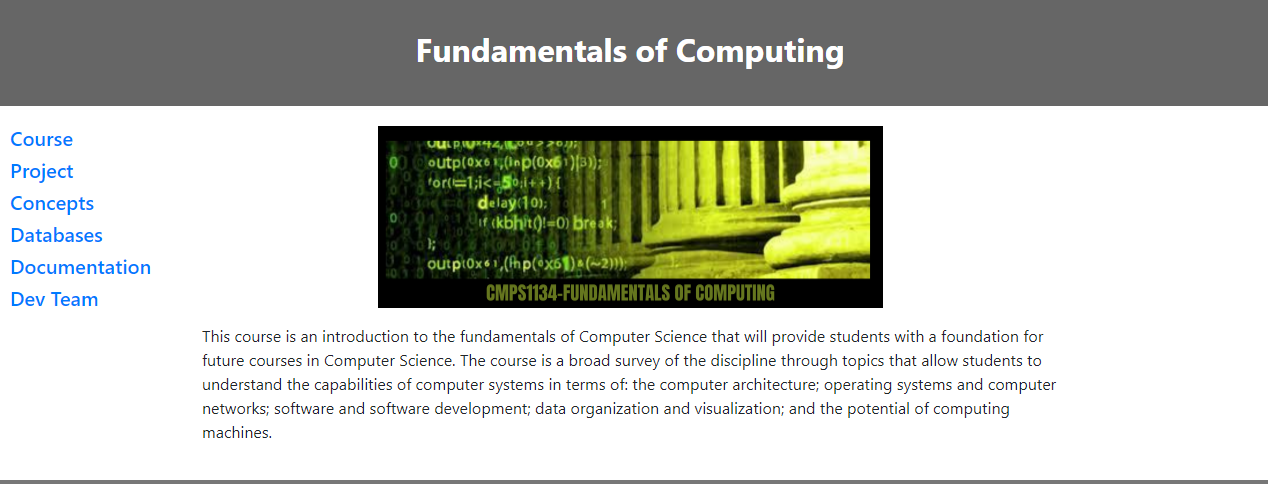 Fundamentals of Computing
Course
Project
Concepts
Databases
Documentation
Dev Team
outp(0x61,(inp(0x61)|3));
for(i=1;i<=50;i++){
delay(10);
if (kbhit()!=0) break;
};
outp(0x61,(inp(0x61)&(~2)));
CMPS1134-FUNDAMENTALS OF COMPUTING
This course is an introduction to the fundamentals of Computer Science that will provide students with a foundation for
future courses in Computer Science. The course is a broad survey of the discipline through topics that allow students to
understand the capabilities of computer systems in terms of: the computer architecture; operating systems and computer
networks; software and software development; data organization and visualization; and the potential of computing
machines.